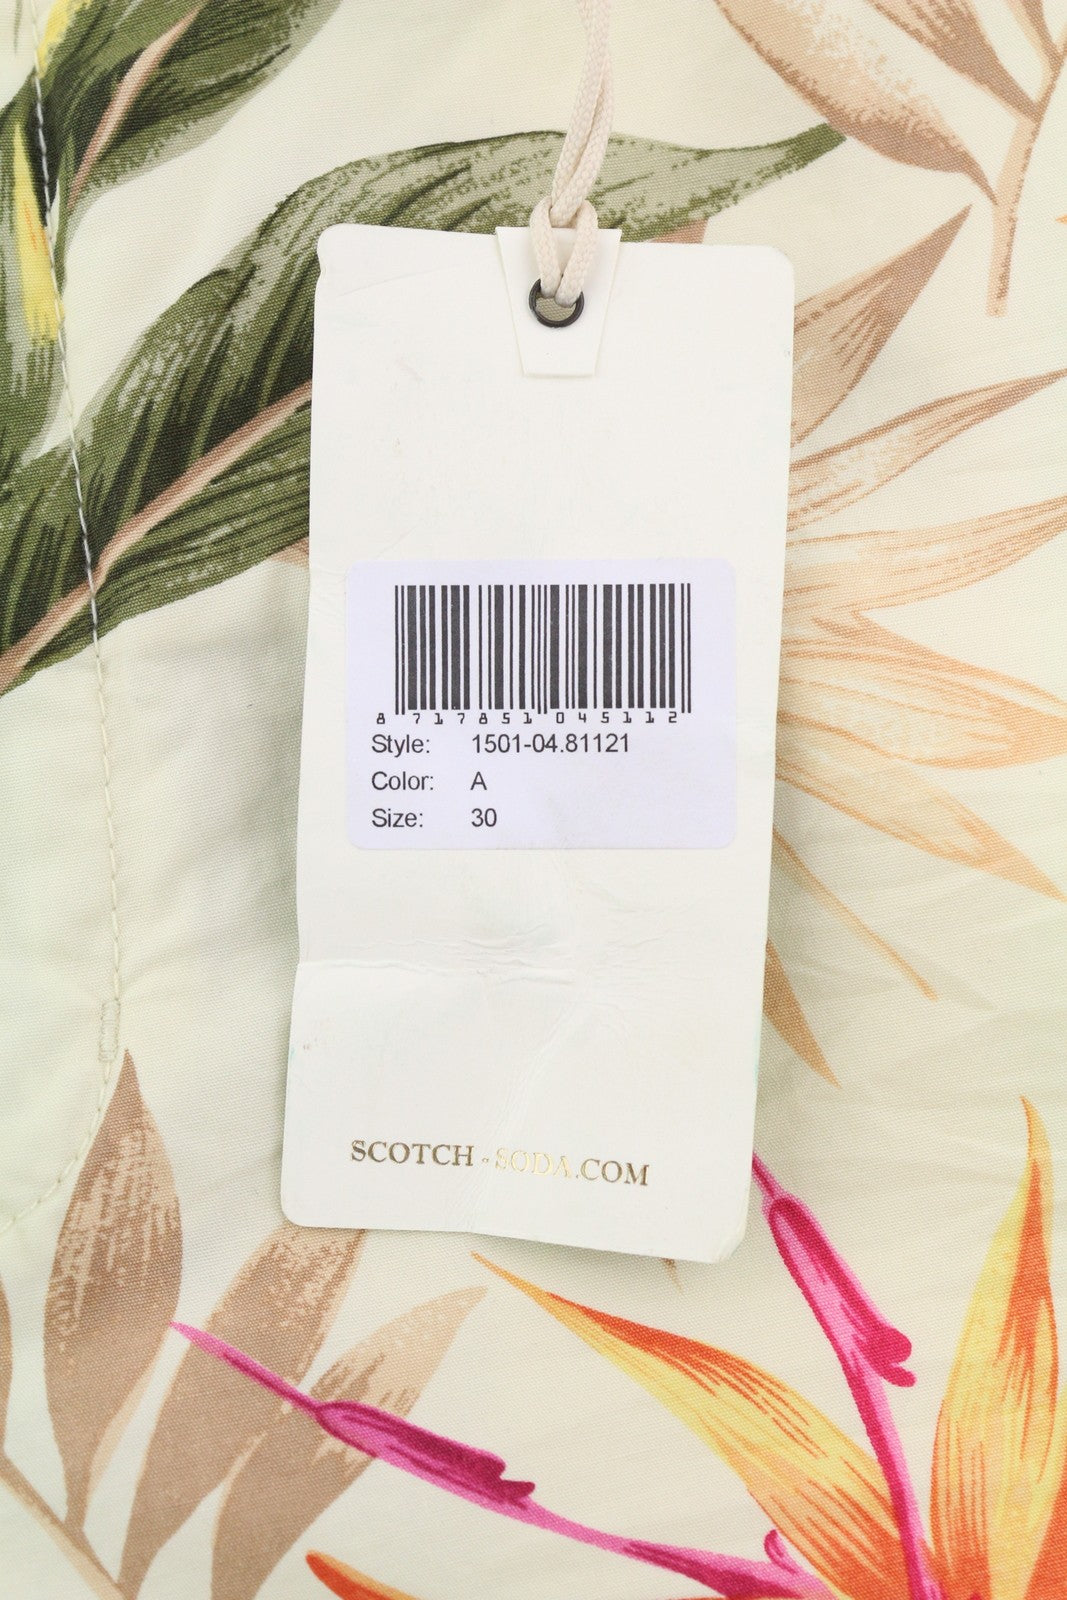 8 717851 045112
Style: 1501-04.81121
Color: A
Size: 30
SCOTCH-SODA.COM